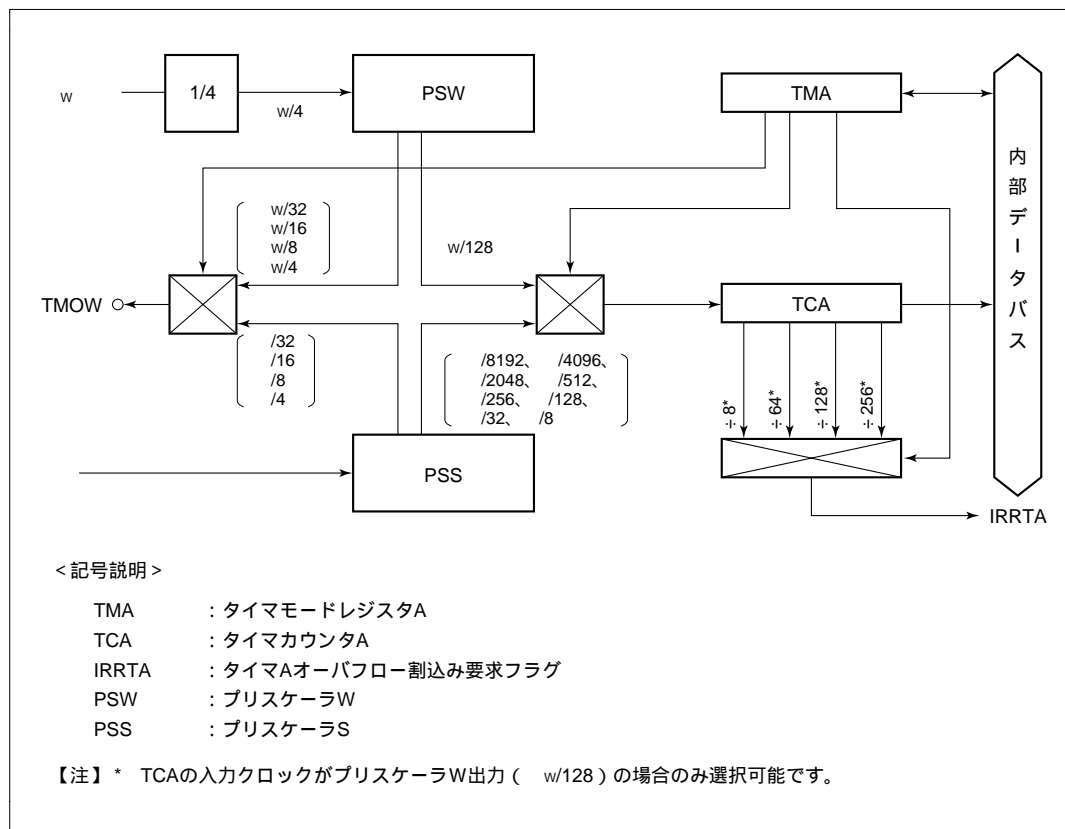 w
1/4
w/4
PSW
TMA
内部データバス
w/32
w/16
w/8
w/4
w/128
TMOW
TCA
/32
/16
/8
/4
/8192、 /4096、
/2048、 /512、
/256、 /128、
/32、 /8
÷8*
÷64*
÷128*
÷256*
PSS
IRRTA
<記号説明>
TMA :タイマモードレジスタA
TCA :タイマカウンタA
IRRTA :タイマAオーバフロー割込み要求フラグ
PSW :プリスケーラW
PSS :プリスケーラS
【注】* TCAの入力クロックがプリスケーラW出力( w/128)の場合のみ選択可能です。